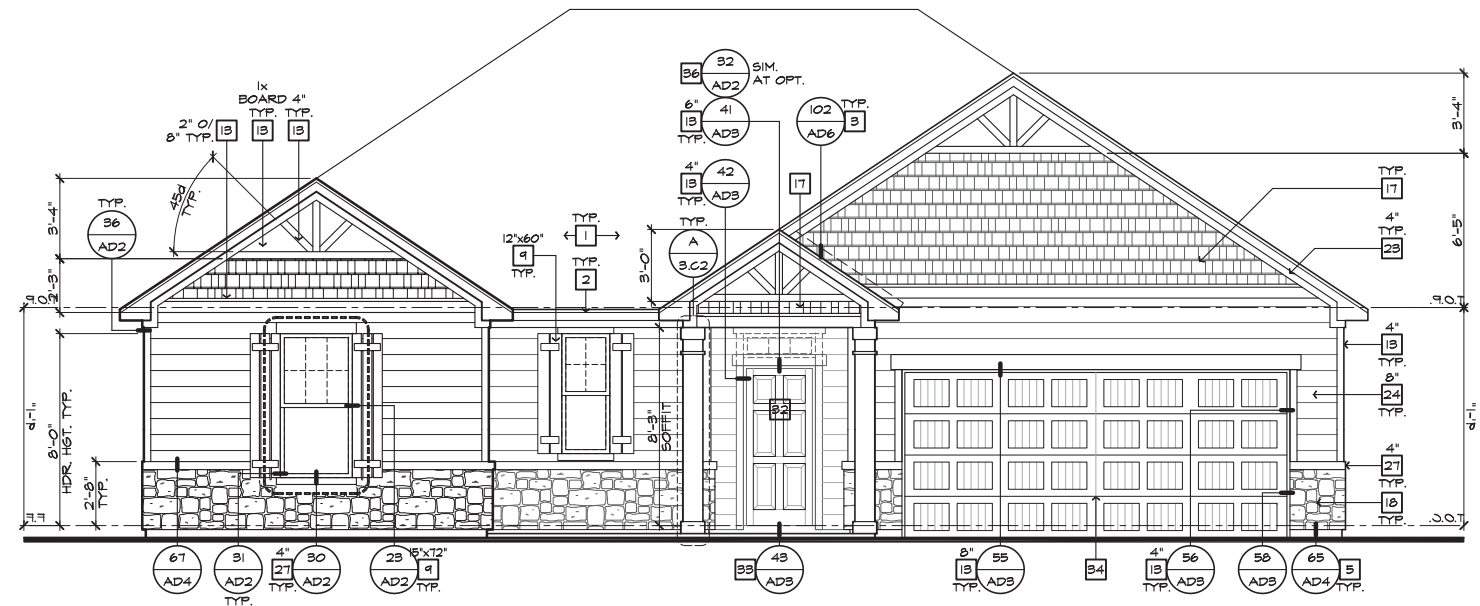 32
36
AD2
SIM.
AT OPT.
6"
13
TYP.
41
AD3
102
AD6
TYP.
3
4"
13
TYP.
42
AD3
17
1x
BOARD 4"
TYP. TYP.
2" O/
8" TYP.
13
13
13
45d
TYP.
TYP.
36
AD2
3'-4"
2'-3"
12"x60"
9
TYP.
TYP.
1
TYP.
2
3'-0"
TYP.
A
3.C2
TYP.
17
4"
23
3'-4"
6'-5"
T.O.P.
8'-0"
HDR. HGT. TYP.
2'-8"
TYP.
8'-3"
SOFFIT
32
4"
13
TYP.
8"
24
TYP.
4"
27
TYP.
18
TYP.
67
AD4
31
AD2
TYP.
4"
27
TYP.
30
AD2
23
AD2
15"x72"
9
TYP.
33
43
AD3
8"
13
TYP.
55
AD3
34
4"
13
TYP.
56
AD3
58
AD3
65
AD4
5
TYP.